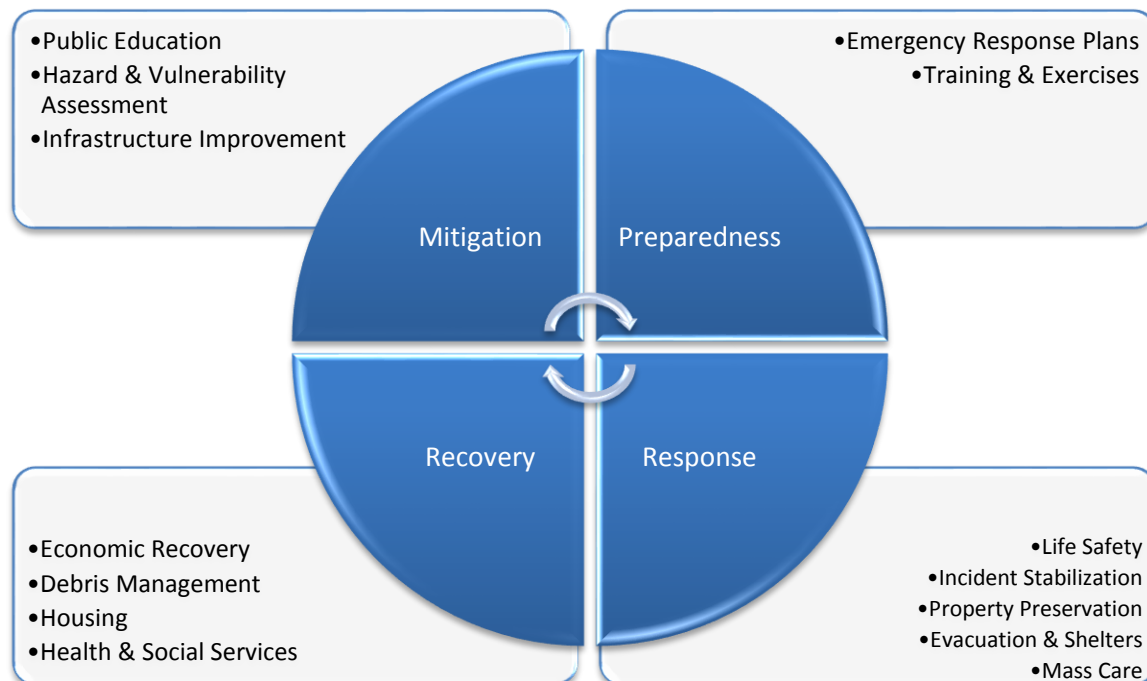 •Public Education
•Hazard & Vulnerability
Assessment
•Infrastructure Improvement
•Emergency Response Plans
•Training & Exercises
Mitigation
Preparedness
Recovery
Response
•Economic Recovery
•Debris Management
•Housing
•Health & Social Services
•Life Safety
•Incident Stabilization
•Property Preservation
•Evacuation & Shelters
•Mass Care